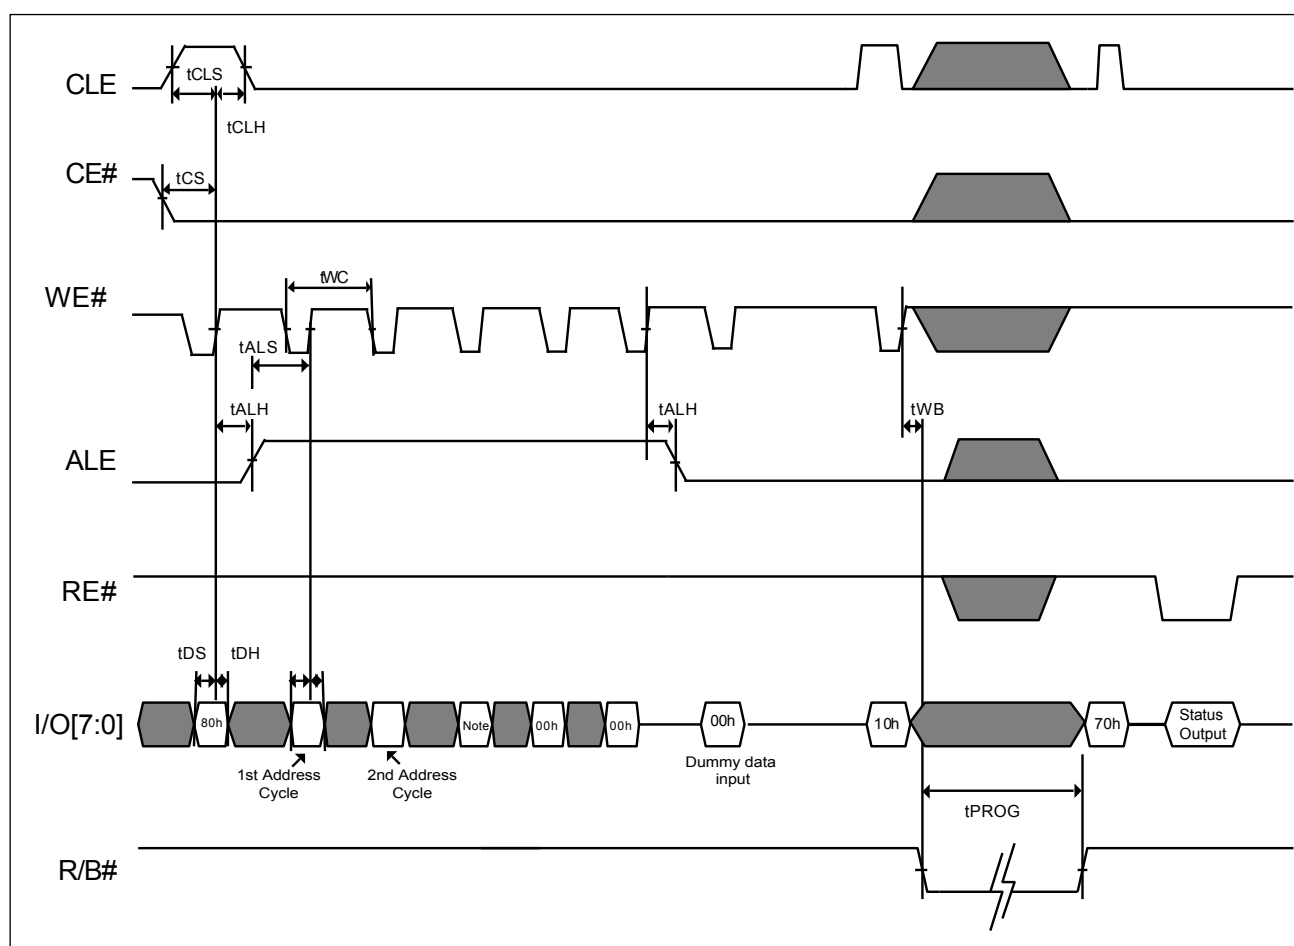 CLE
tCLS
tCLH
CE#
tCS
WE#
tWC
tALS
tALH
tALH
tWB
ALE
RE#
tDS
tDH
I/O[7:0]
80h
Note
00h
00h
00h
10h
70h
Status
Output
1st Address
Cycle
2nd Address
Cycle
Dummy data
input
tPROG
R/B#